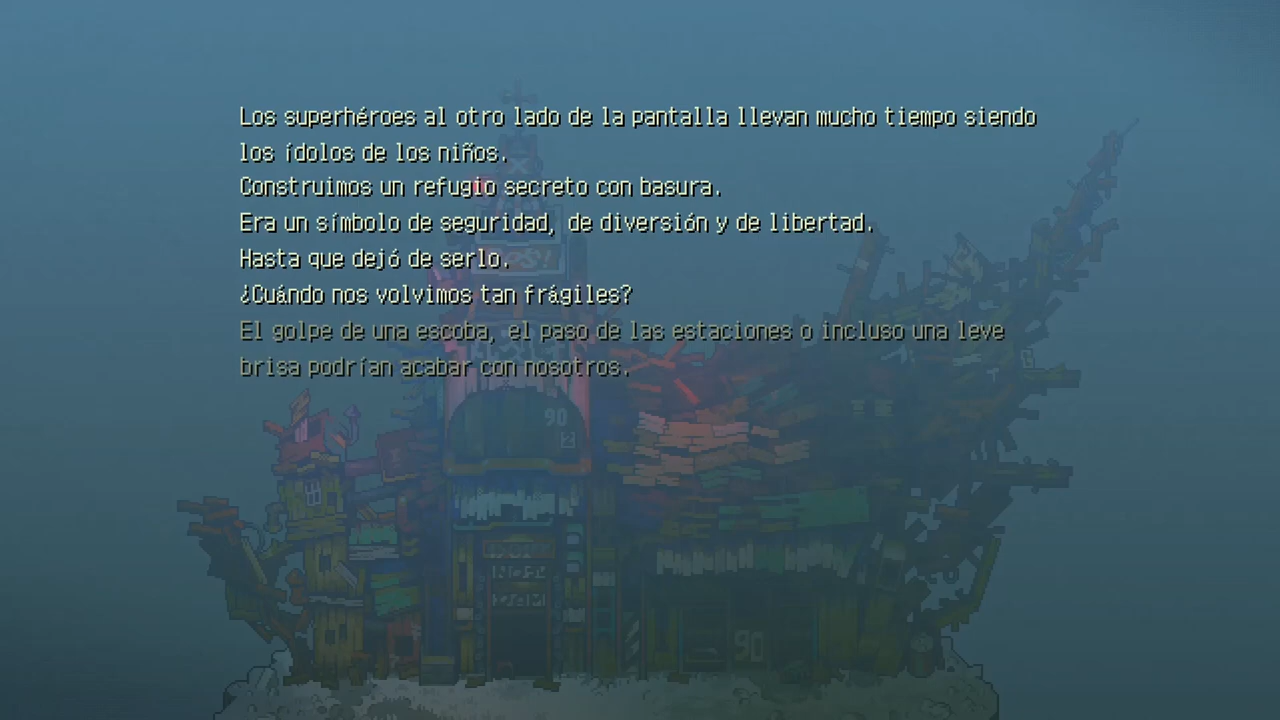 Los superhéroes al otro lado de la pantalla llevan mucho tiempo siendo
los ídolos de los niños.
Construimos un refugio secreto con basura.
Era un símbolo de seguridad, de diversión y de libertad.
Hasta que dejó de serlo.
¿Cuándo nos volvimos tan frágiles?
El golpe de una escoba, el paso de las estaciones o incluso una leve
brisa podrían acabar con nosotros.
90
2
90